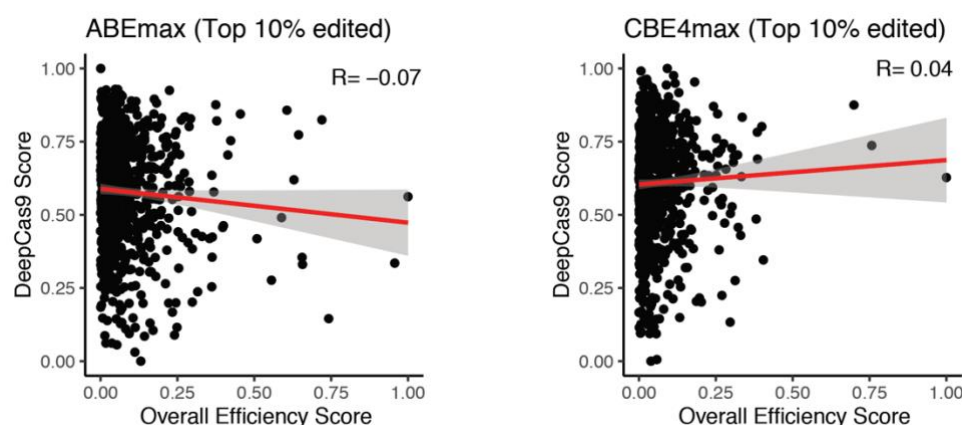 ABEmax (Top 10% edited)
R= −0.07
1.00
0.75
0.50
0.25
0.00
DeepCas9 Score
0.00 0.25 0.50 0.75 1.00
Overall Efficiency Score
CBE4max (Top 10% edited)
R= 0.04
1.00
0.75
0.50
0.25
0.00
DeepCas9 Score
0.00 0.25 0.50 0.75 1.00
Overall Efficiency Score